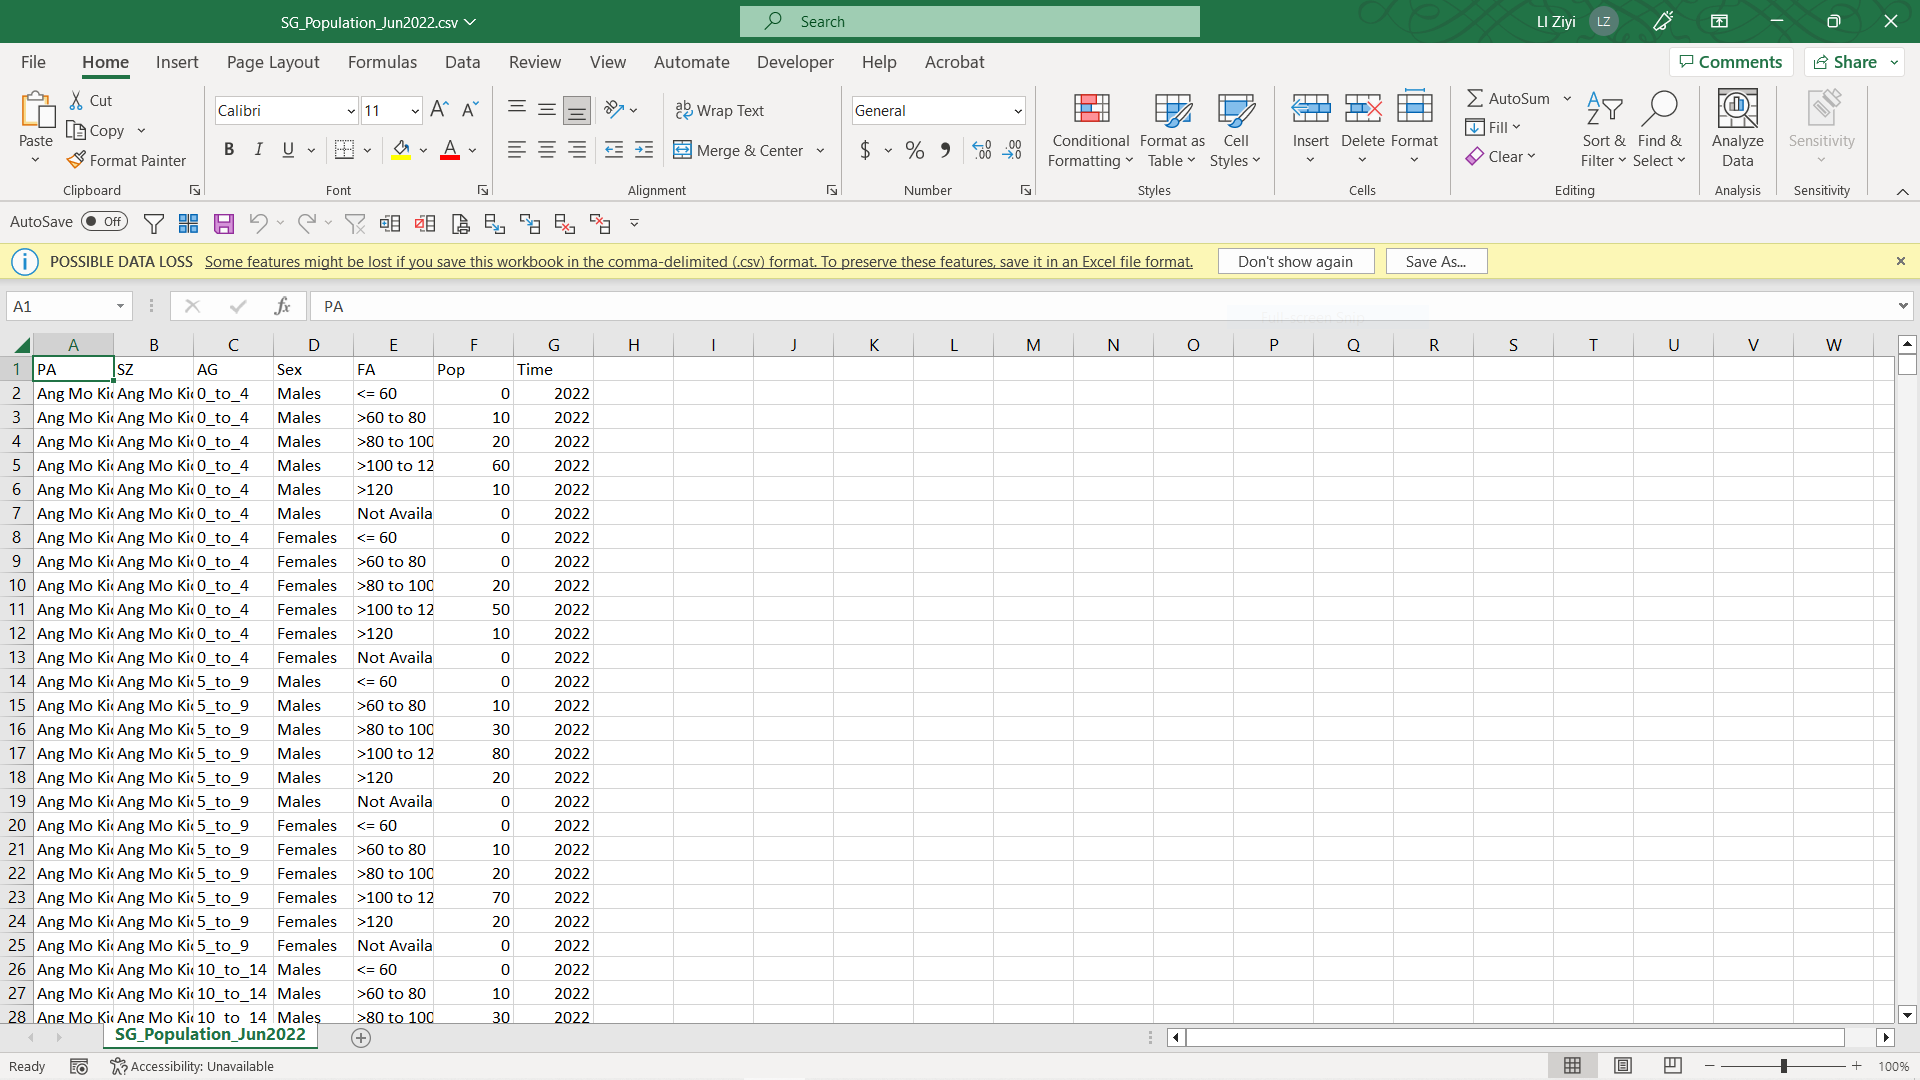 SG_Population_Jun2022.csv
Search
LI Ziyi LZ
File Home Insert Page Layout Formulas Data Review View Automate Developer Help Acrobat Comments Share
Paste Cut Copy Format Painter
Clipboard
Calibri 11
B I U A
Font
ab Wrap Text
Merge & Center
Alignment
General
$ % 9 .00
Number
Conditional Formatting
Format as Table
Cell Styles
Styles
Insert Delete Format
Cells
AutoSum
Fill
Clear
Sort & Filter
Find & Select
Editing
Analyze Data
Analysis
Sensitivity
Sensitivity
AutoSave Off
POSSIBLE DATA LOSS Some features might be lost if you save this workbook in the comma-delimited (.csv) format. To preserve these features, save it in an Excel file format. Don't show again Save As...
A1 fx PA
A B C D E F G H I J K L M N O P Q R S T U V W
1 PA SZ AG Sex FA Pop Time
2 Ang Mo Ki Ang Mo Ki 0_to_4 Males <= 60 0 2022
3 Ang Mo Ki Ang Mo Ki 0_to_4 Males >60 to 80 10 2022
4 Ang Mo Ki Ang Mo Ki 0_to_4 Males >80 to 100 20 2022
5 Ang Mo Ki Ang Mo Ki 0_to_4 Males >100 to 12 60 2022
6 Ang Mo Ki Ang Mo Ki 0_to_4 Males >120 10 2022
7 Ang Mo Ki Ang Mo Ki 0_to_4 Males Not Availa 0 2022
8 Ang Mo Ki Ang Mo Ki 0_to_4 Females <= 60 0 2022
9 Ang Mo Ki Ang Mo Ki 0_to_4 Females >60 to 80 0 2022
10 Ang Mo Ki Ang Mo Ki 0_to_4 Females >80 to 100 20 2022
11 Ang Mo Ki Ang Mo Ki 0_to_4 Females >100 to 12 50 2022
12 Ang Mo Ki Ang Mo Ki 0_to_4 Females >120 10 2022
13 Ang Mo Ki Ang Mo Ki 0_to_4 Females Not Availa 0 2022
14 Ang Mo Ki Ang Mo Ki 5_to_9 Males <= 60 0 2022
15 Ang Mo Ki Ang Mo Ki 5_to_9 Males >60 to 80 10 2022
16 Ang Mo Ki Ang Mo Ki 5_to_9 Males >80 to 100 30 2022
17 Ang Mo Ki Ang Mo Ki 5_to_9 Males >100 to 12 80 2022
18 Ang Mo Ki Ang Mo Ki 5_to_9 Males >120 20 2022
19 Ang Mo Ki Ang Mo Ki 5_to_9 Males Not Availa 0 2022
20 Ang Mo Ki Ang Mo Ki 5_to_9 Females <= 60 0 2022
21 Ang Mo Ki Ang Mo Ki 5_to_9 Females >60 to 80 10 2022
22 Ang Mo Ki Ang Mo Ki 5_to_9 Females >80 to 100 20 2022
23 Ang Mo Ki Ang Mo Ki 5_to_9 Females >100 to 12 70 2022
24 Ang Mo Ki Ang Mo Ki 5_to_9 Females >120 20 2022
25 Ang Mo Ki Ang Mo Ki 5_to_9 Females Not Availa 0 2022
26 Ang Mo Ki Ang Mo Ki 10_to_14 Males <= 60 0 2022
27 Ang Mo Ki Ang Mo Ki 10_to_14 Males >60 to 80 10 2022
28 Ang Mo Ki Ang Mo Ki 10_to_14 Males >80 to 100 30 2022
SG_Population_Jun2022
Ready Accessibility: Unavailable 100%